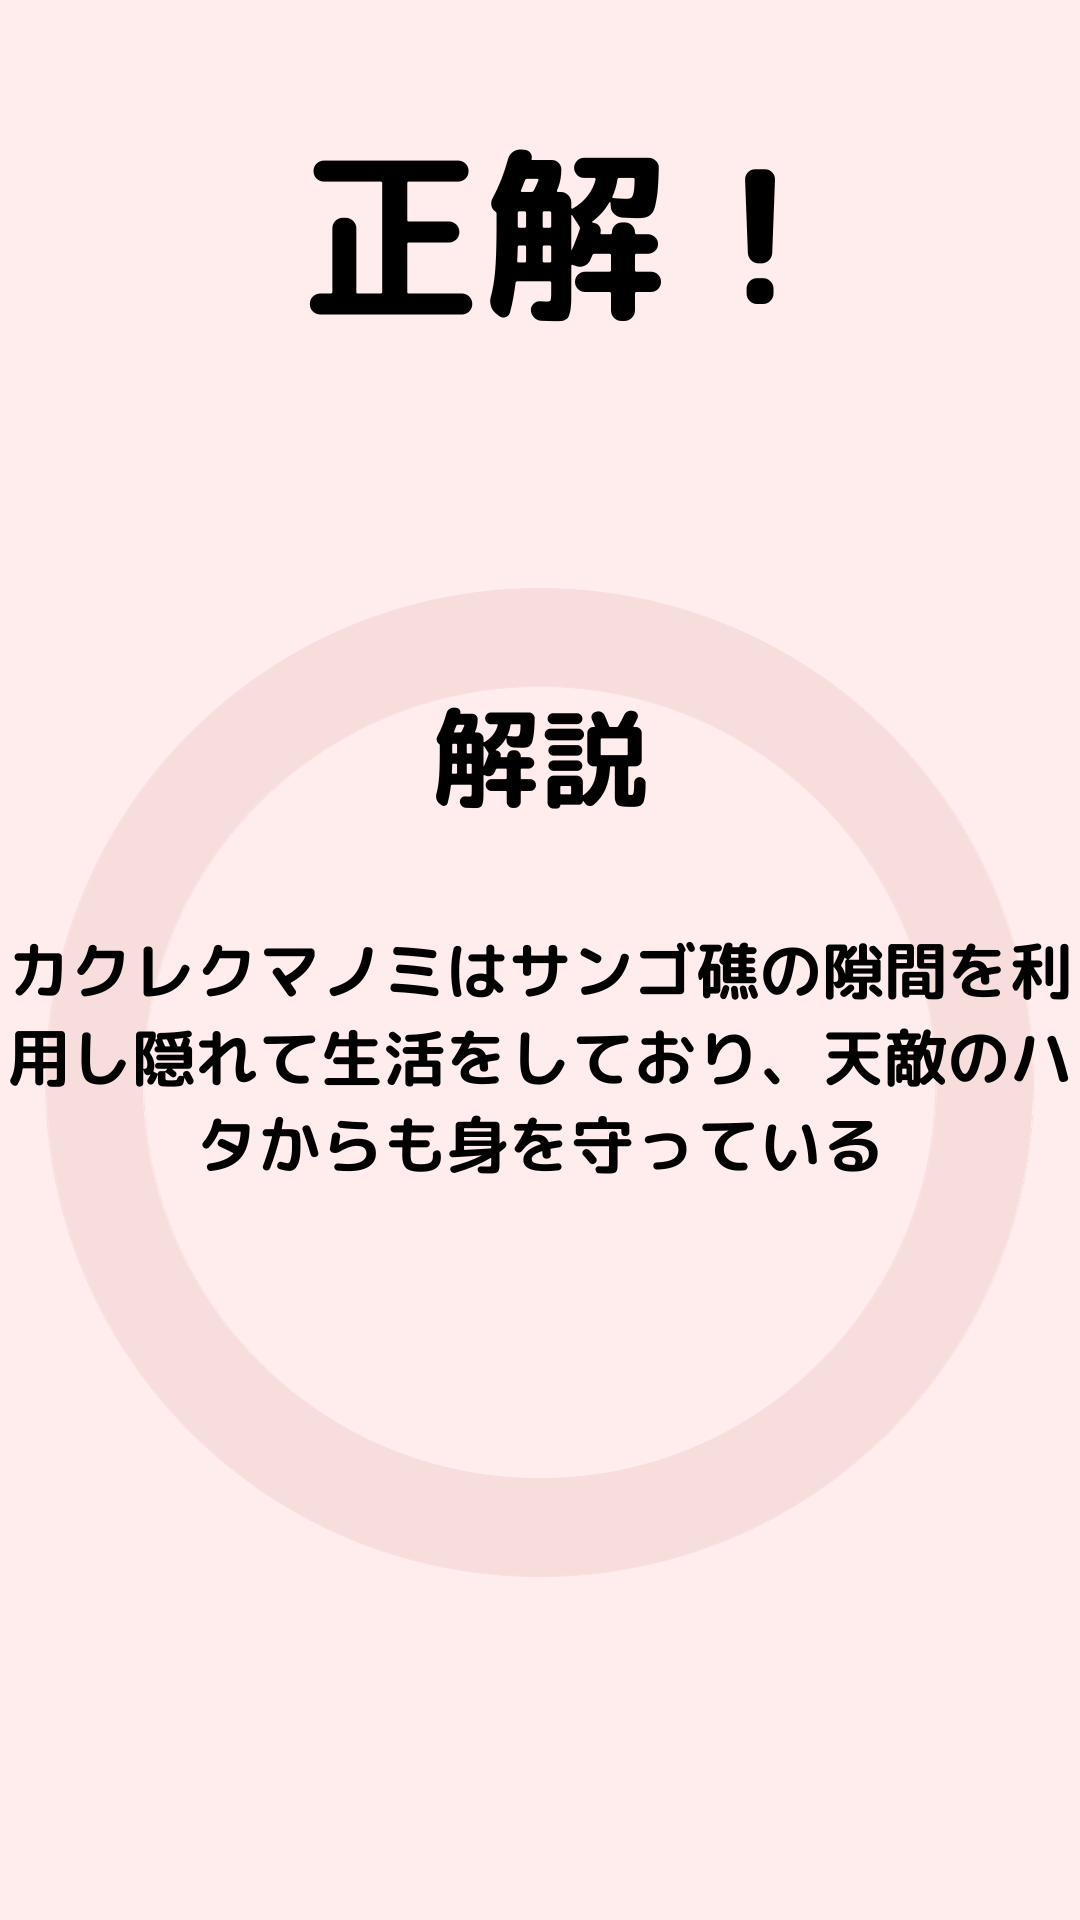 正解！
解説
カクレクマノミはサンゴ礁の隙間を利
用し隠れて生活をしており、天敵のハ
タからも身を守っている